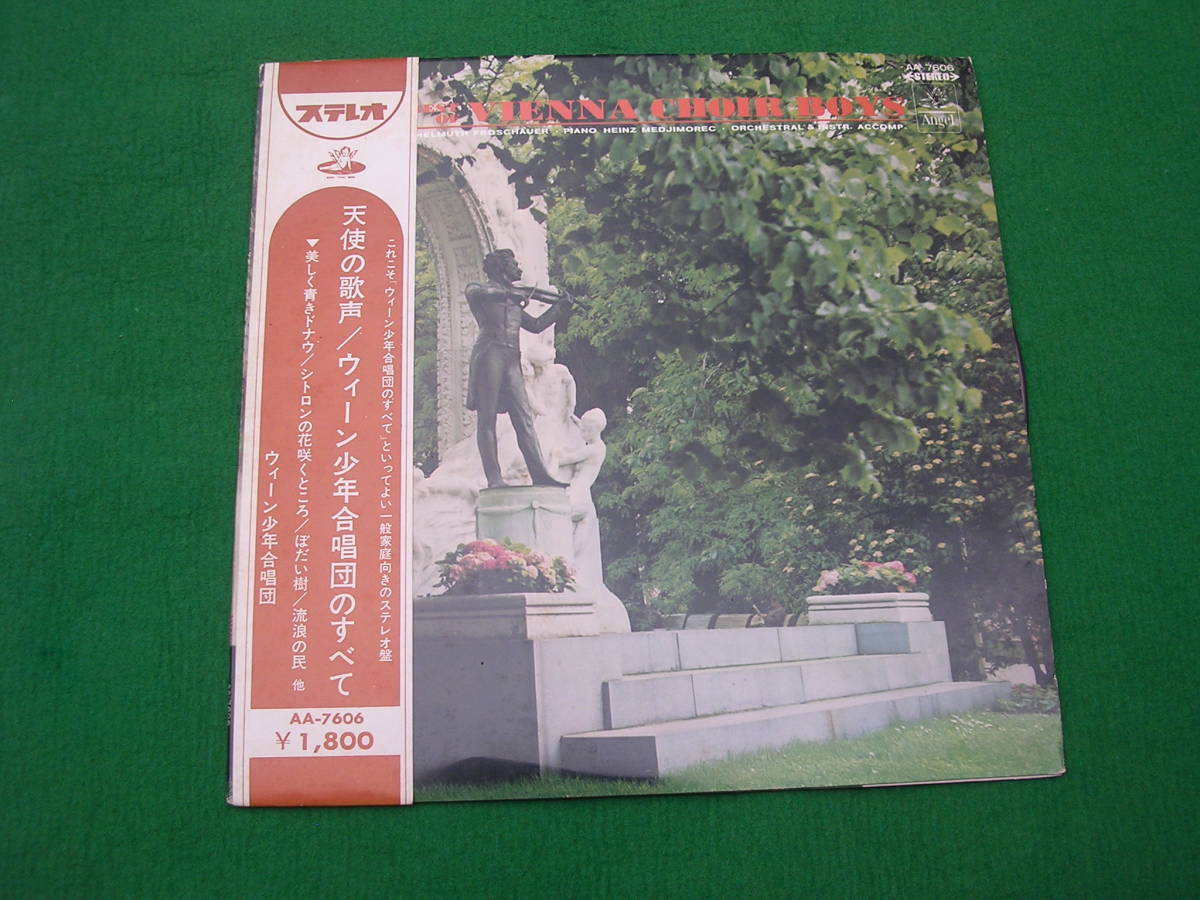 ステレオ
これこそ「ウィーン少年合唱団のすべて」といってよい一般家庭向きのステレオ盤
天使の歌声/ウィーン少年合唱団のすべて
▼美しく青きドナウ/シトロンの花咲くところ/ぼだい樹/流浪の民 他
ウィーン少年合唱団
AA-7606
¥1,800
AA-7606
STEREO
OF VIENNA CHOIR BOYS
HELMUTH FROSCHAUER · PIANO HEINZ MEDJIMOREC · ORCHESTRAL & INSTR. ACCOMP.
Angel